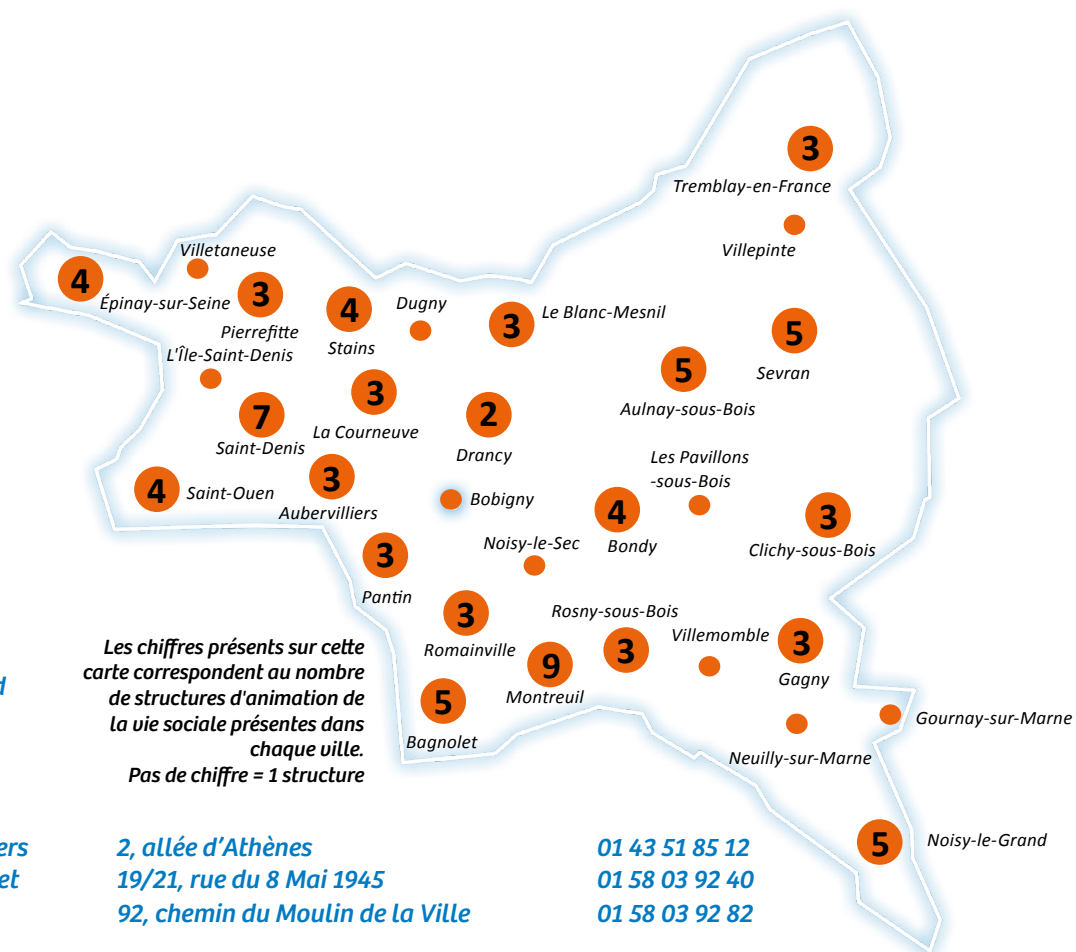 3
Tremblay-en-France
Villepinte
Villetaneuse
4
Épinay-sur-Seine
3
Pierrefitte
4
Stains
Dugny
3
Le Blanc-Mesnil
5
Sevran
L'Île-Saint-Denis
5
Aulnay-sous-Bois
7
Saint-Denis
3
La Courneuve
2
Drancy
Les Pavillons
-sous-Bois
4
Saint-Ouen
3
Aubervilliers
Bobigny
4
Bondy
3
Clichy-sous-Bois
3
Pantin
Noisy-le-Sec
3
Romainville
Rosny-sous-Bois
3
Villemomble
3
Gagny
9
Montreuil
5
Bagnolet
Gournay-sur-Marne
Neuilly-sur-Marne
5
Noisy-le-Grand
Les chiffres présents sur cette
carte correspondent au nombre
de structures d'animation de
la vie sociale présentes dans
chaque ville.
Pas de chiffre = 1 structure
d
ers 2, allée d'Athènes 01 43 51 85 12
et 19/21, rue du 8 Mai 1945 01 58 03 92 40
92, chemin du Moulin de la Ville 01 58 03 92 82